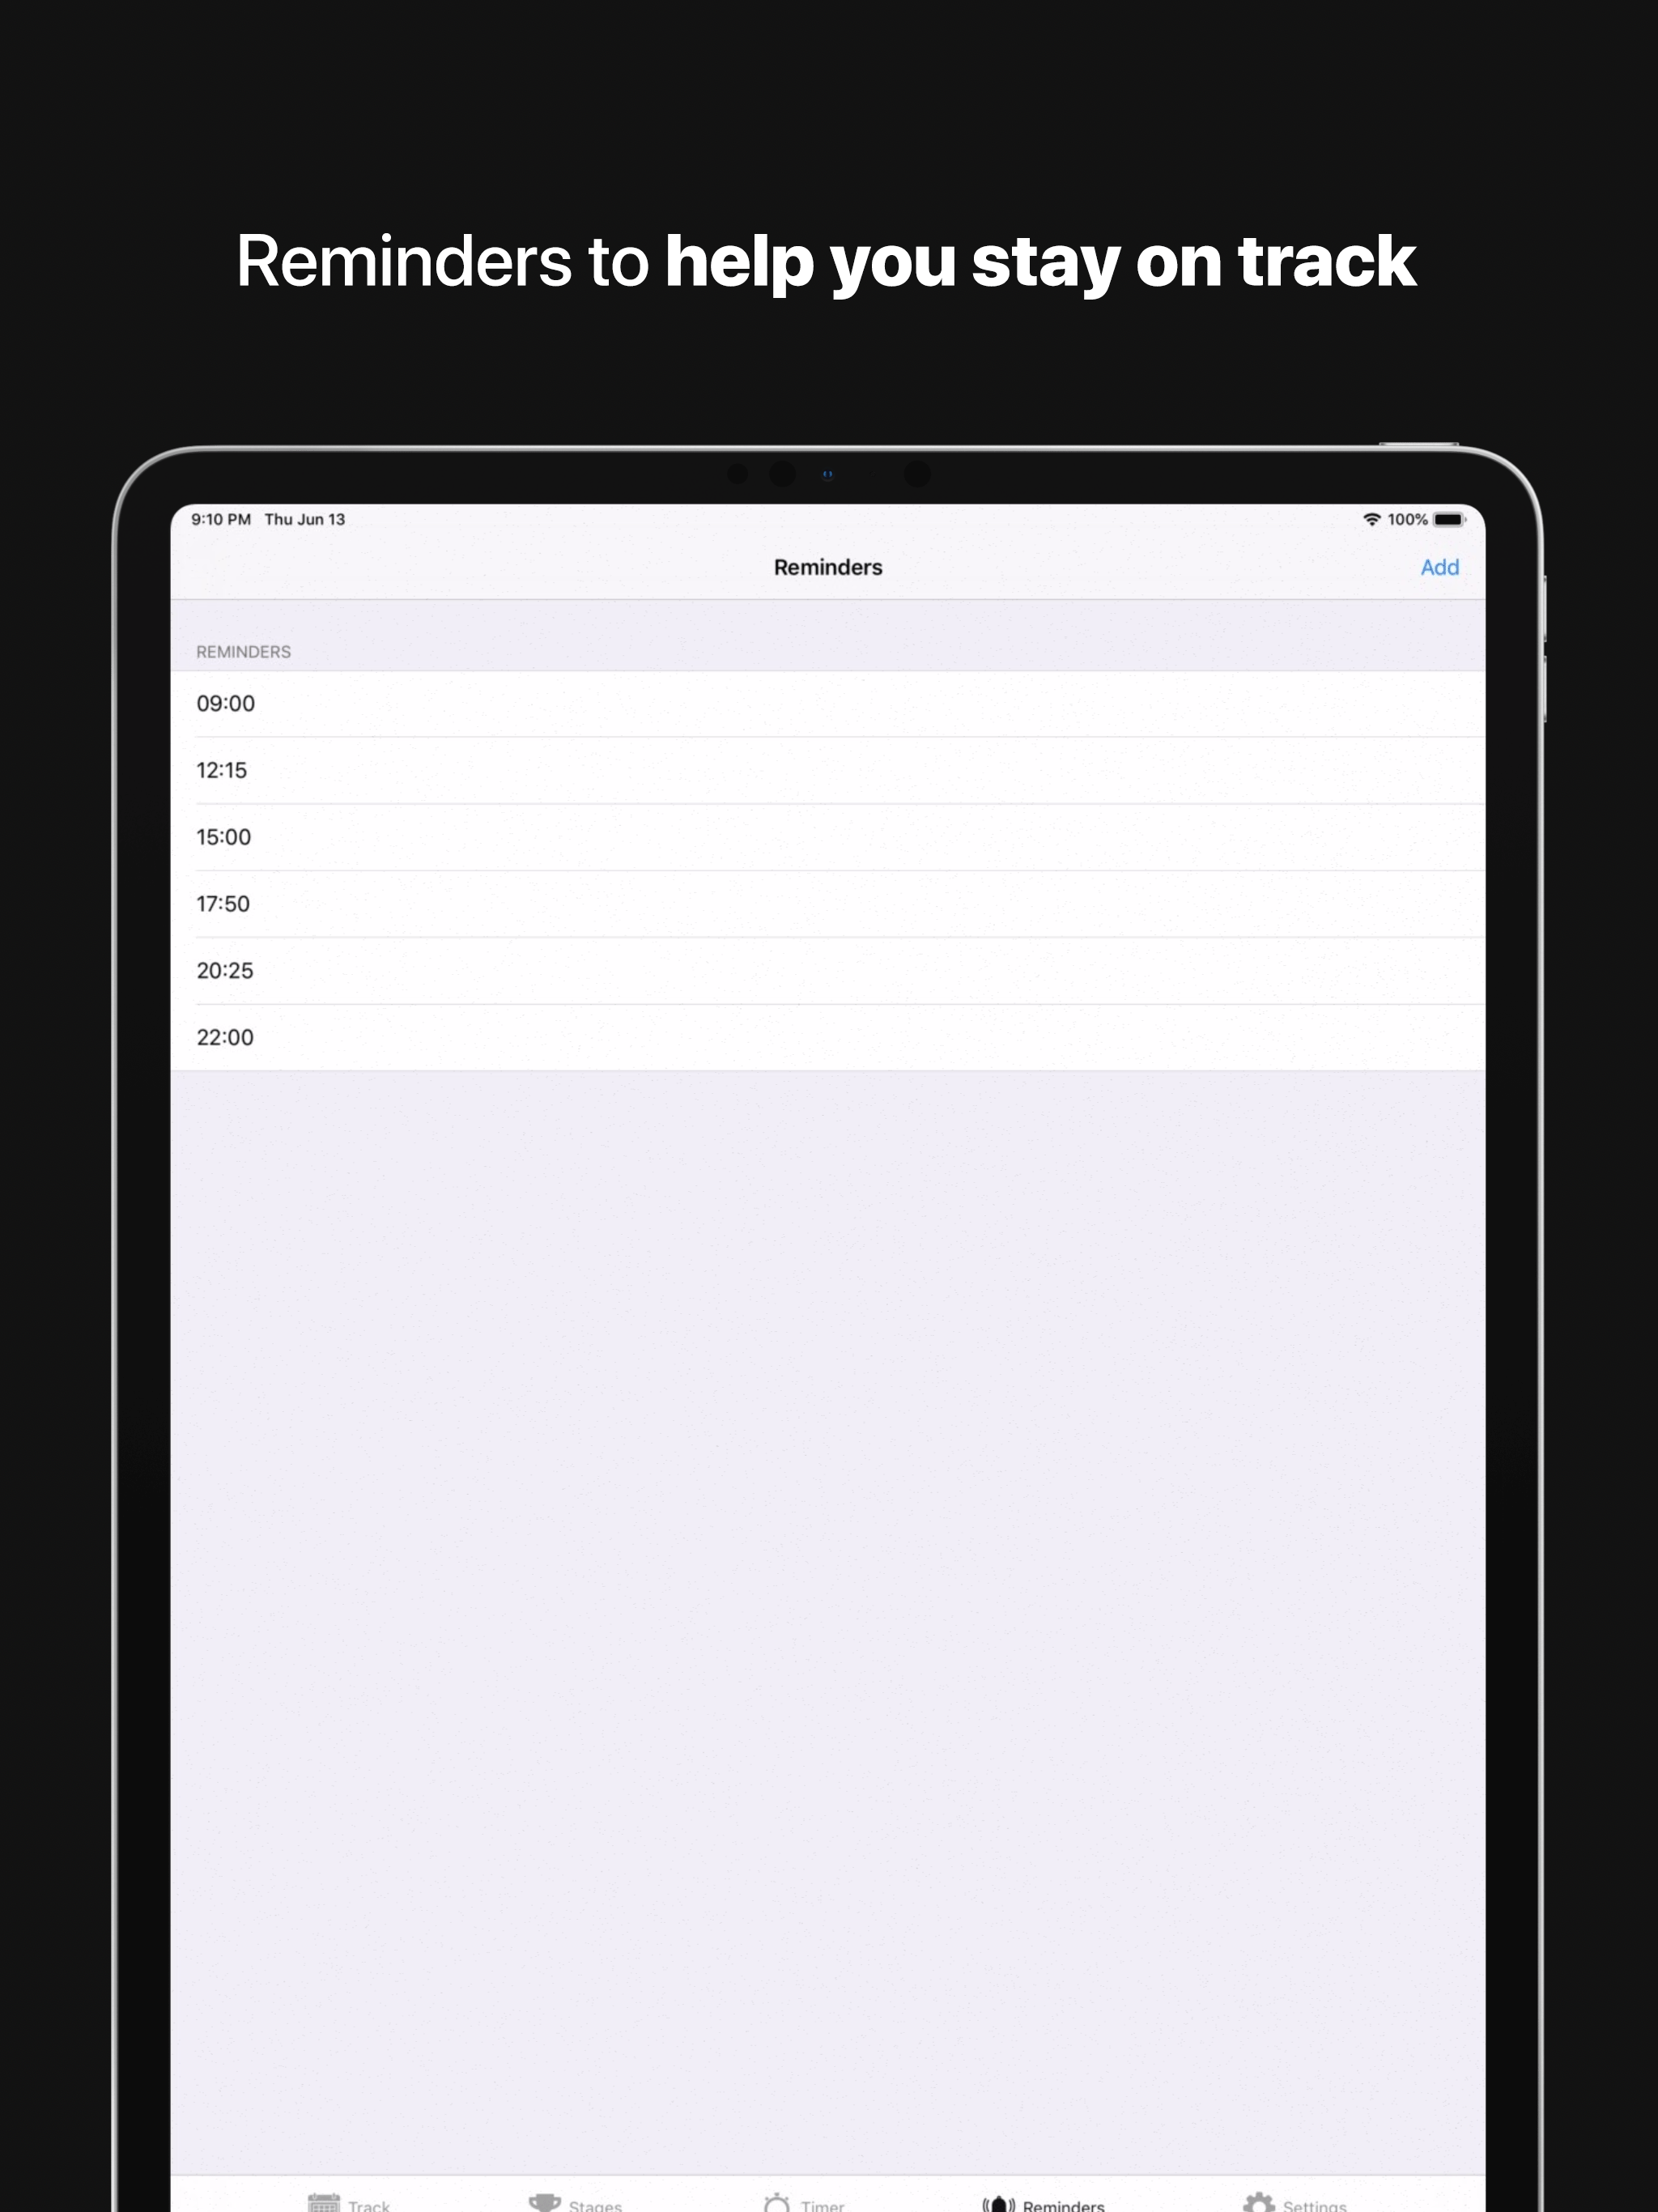 Reminders to help you stay on track
9:10 PM Thu Jun 13
100%
Reminders
Add
REMINDERS
09:00
12:15
15:00
17:50
20:25
22:00
Track
Stages
Timer
Reminders
Settings